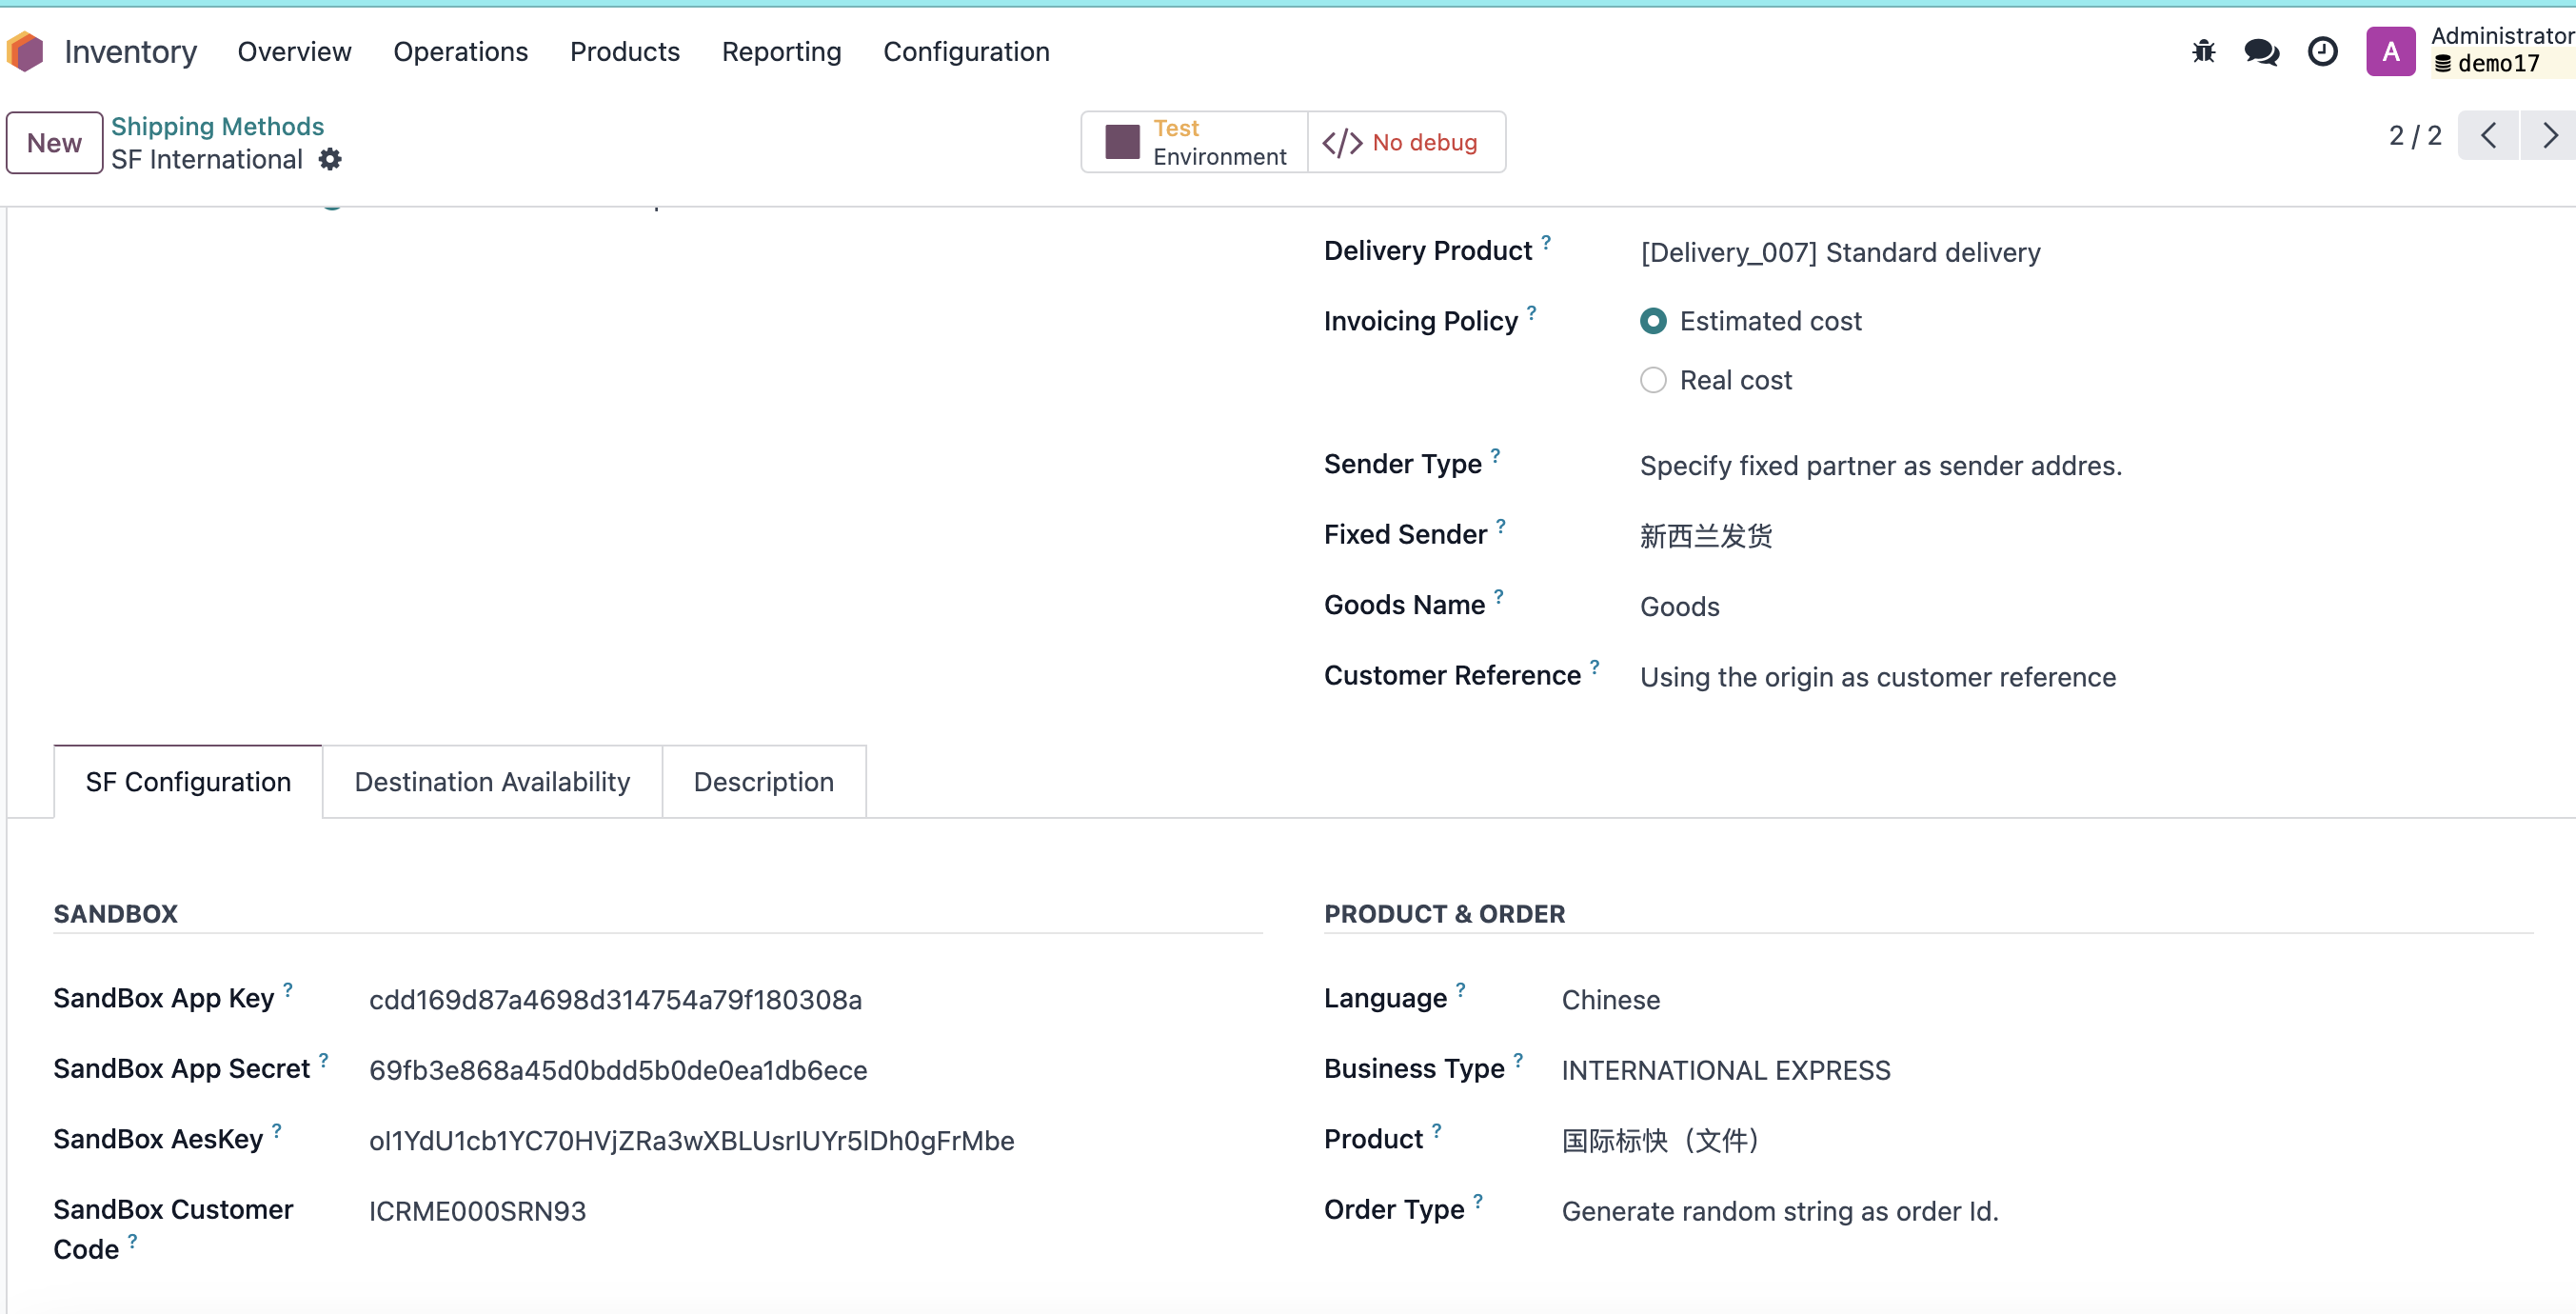 Inventory Overview Operations Products Reporting Configuration
A
Administrator
demo17
New
Shipping Methods
SF International
Test
Environment
</> No debug
2 / 2
Delivery Product ? [Delivery_007] Standard delivery
Invoicing Policy ? Estimated cost
Real cost
Sender Type ? Specify fixed partner as sender addres.
Fixed Sender ? 新西兰发货
Goods Name ? Goods
Customer Reference ? Using the origin as customer reference
SF Configuration Destination Availability Description
SANDBOX
SandBox App Key ? cdd169d87a4698d314754a79f180308a
SandBox App Secret ? 69fb3e868a45d0bdd5b0de0ea1db6ece
SandBox AesKey ? ol1YdU1cb1YC70HVjZRa3wXBLUsrlUYr5lDh0gFrMbe
SandBox Customer
Code ? ICRME000SRN93
PRODUCT & ORDER
Language ? Chinese
Business Type ? INTERNATIONAL EXPRESS
Product ? 国际标快（文件）
Order Type ? Generate random string as order Id.